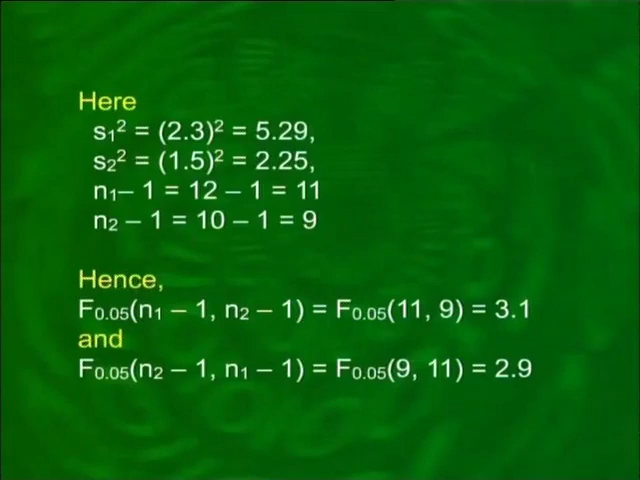 Here
s₁² = (2.3)² = 5.29,
s₂² = (1.5)² = 2.25,
n₁– 1 = 12 – 1 = 11
n₂ – 1 = 10 – 1 = 9
Hence,
F₀.₀₅(n₁ – 1, n₂ – 1) = F₀.₀₅(11, 9) = 3.1
and
F₀.₀₅(n₂ – 1, n₁ – 1) = F₀.₀₅(9, 11) = 2.9